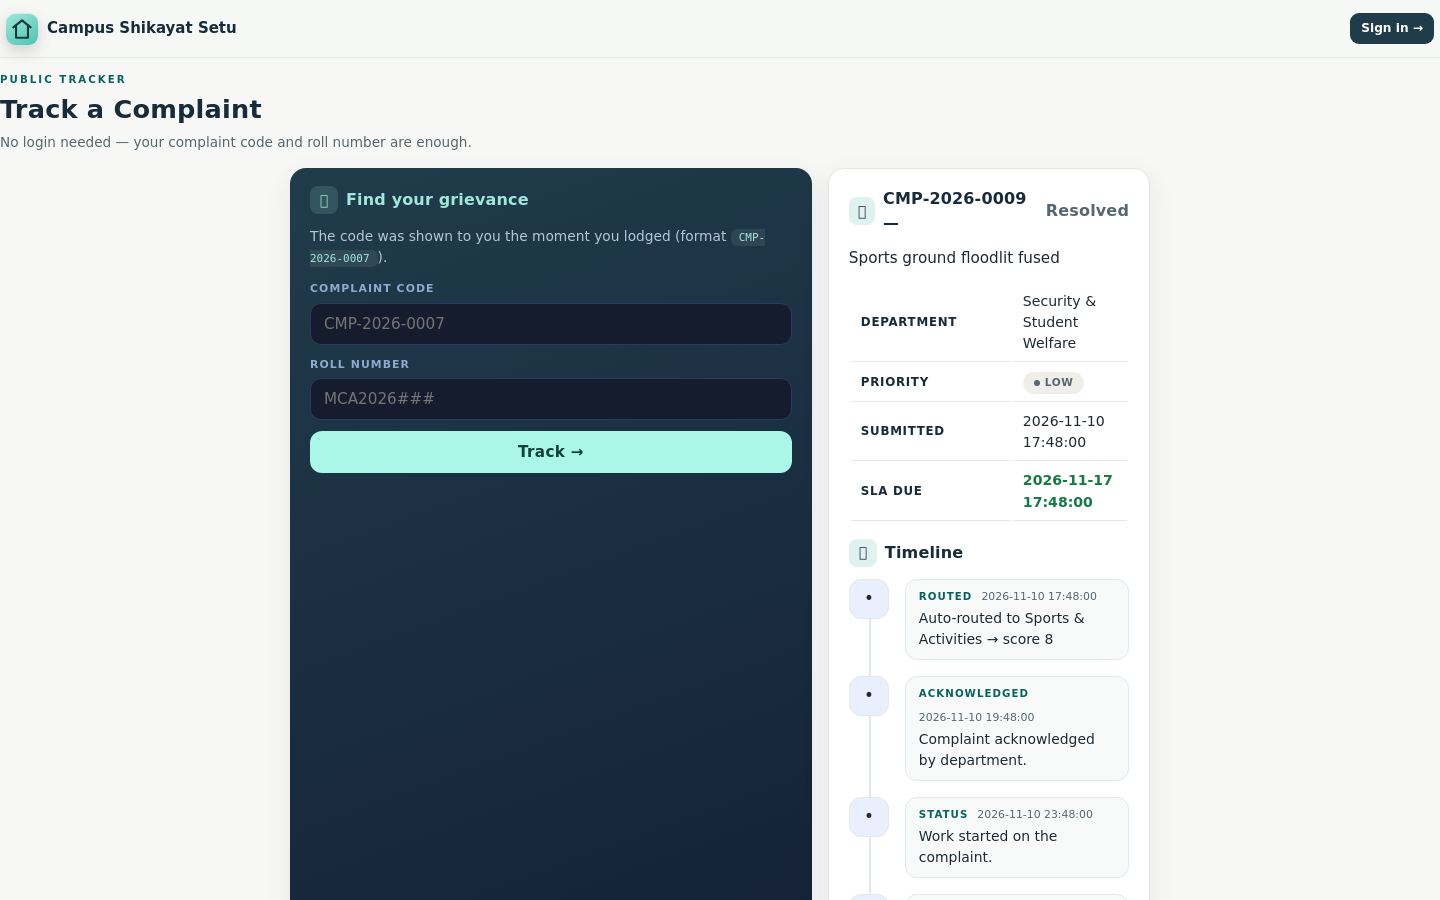 Campus Shikayat Setu
Sign In →
PUBLIC TRACKER
Track a Complaint
No login needed — your complaint code and roll number are enough.
Find your grievance
The code was shown to you the moment you lodged (format CMP-
2026-0007 ).
COMPLAINT CODE
CMP-2026-0007
ROLL NUMBER
MCA2026###
Track →
CMP-2026-0009
—
Resolved
Sports ground floodlit fused
DEPARTMENT
Security &
Student
Welfare
PRIORITY
● LOW
SUBMITTED
2026-11-10
17:48:00
SLA DUE
2026-11-17
17:48:00
Timeline
ROUTED 2026-11-10 17:48:00
Auto-routed to Sports &
Activities → score 8
ACKNOWLEDGED
2026-11-10 19:48:00
Complaint acknowledged
by department.
STATUS 2026-11-10 23:48:00
Work started on the
complaint.